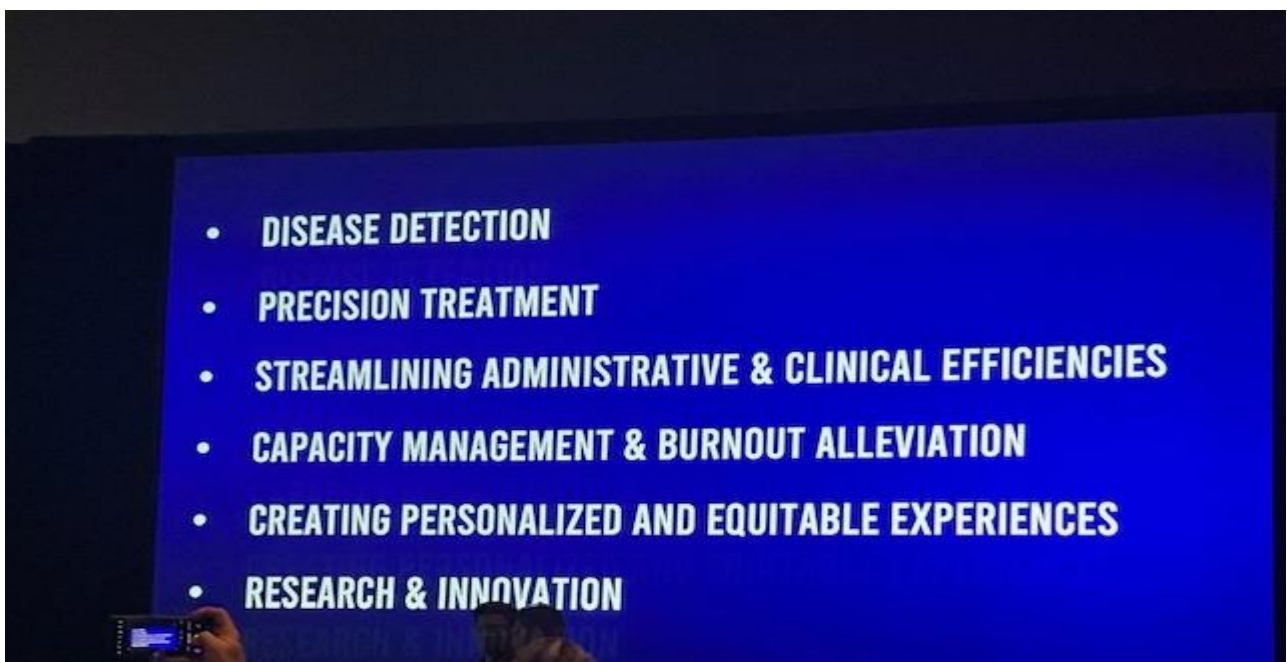 • DISEASE DETECTION
• PRECISION TREATMENT
• STREAMLINING ADMINISTRATIVE & CLINICAL EFFICIENCIES
• CAPACITY MANAGEMENT & BURNOUT ALLEVIATION
• CREATING PERSONALIZED AND EQUITABLE EXPERIENCES
• RESEARCH & INNOVATION